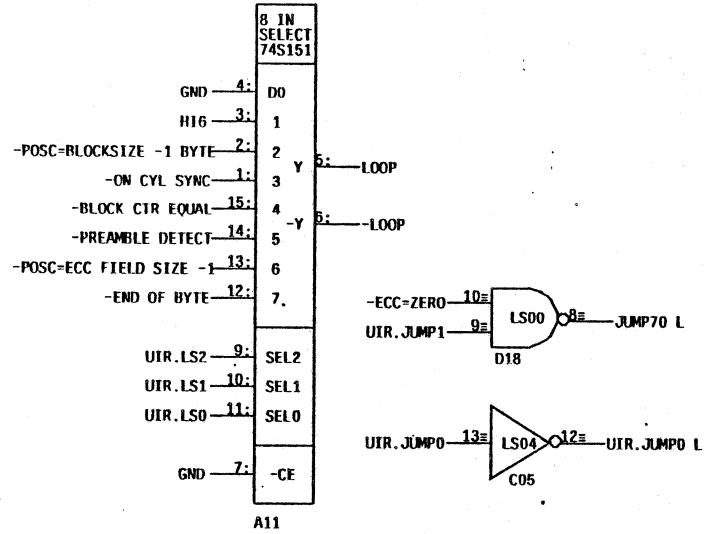 8 IN
SELECT
74S151
GND 4: D0
HI6 3: 1
-POSC=BLOCKSIZE -1 BYTE 2: 2
Y 5: LOOP
-ON CYL SYNC 1: 3
-BLOCK CTR EQUAL 15: 4
-Y 6: -LOOP
-PREAMBLE DETECT 14: 5
-POSC=ECC FIELD SIZE -1 13: 6
-END OF BYTE 12: 7.
-ECC=ZERO 10≡
LS00 8≡ JUMP70 L
UIR.JUMP1 9≡
D18
UIR.LS2 9: SEL2
UIR.LS1 10: SEL1
UIR.LS0 11: SEL0
UIR.JUMP0 13≡ LS04 12≡ UIR.JUMP0 L
C05
GND 7: -CE
A11